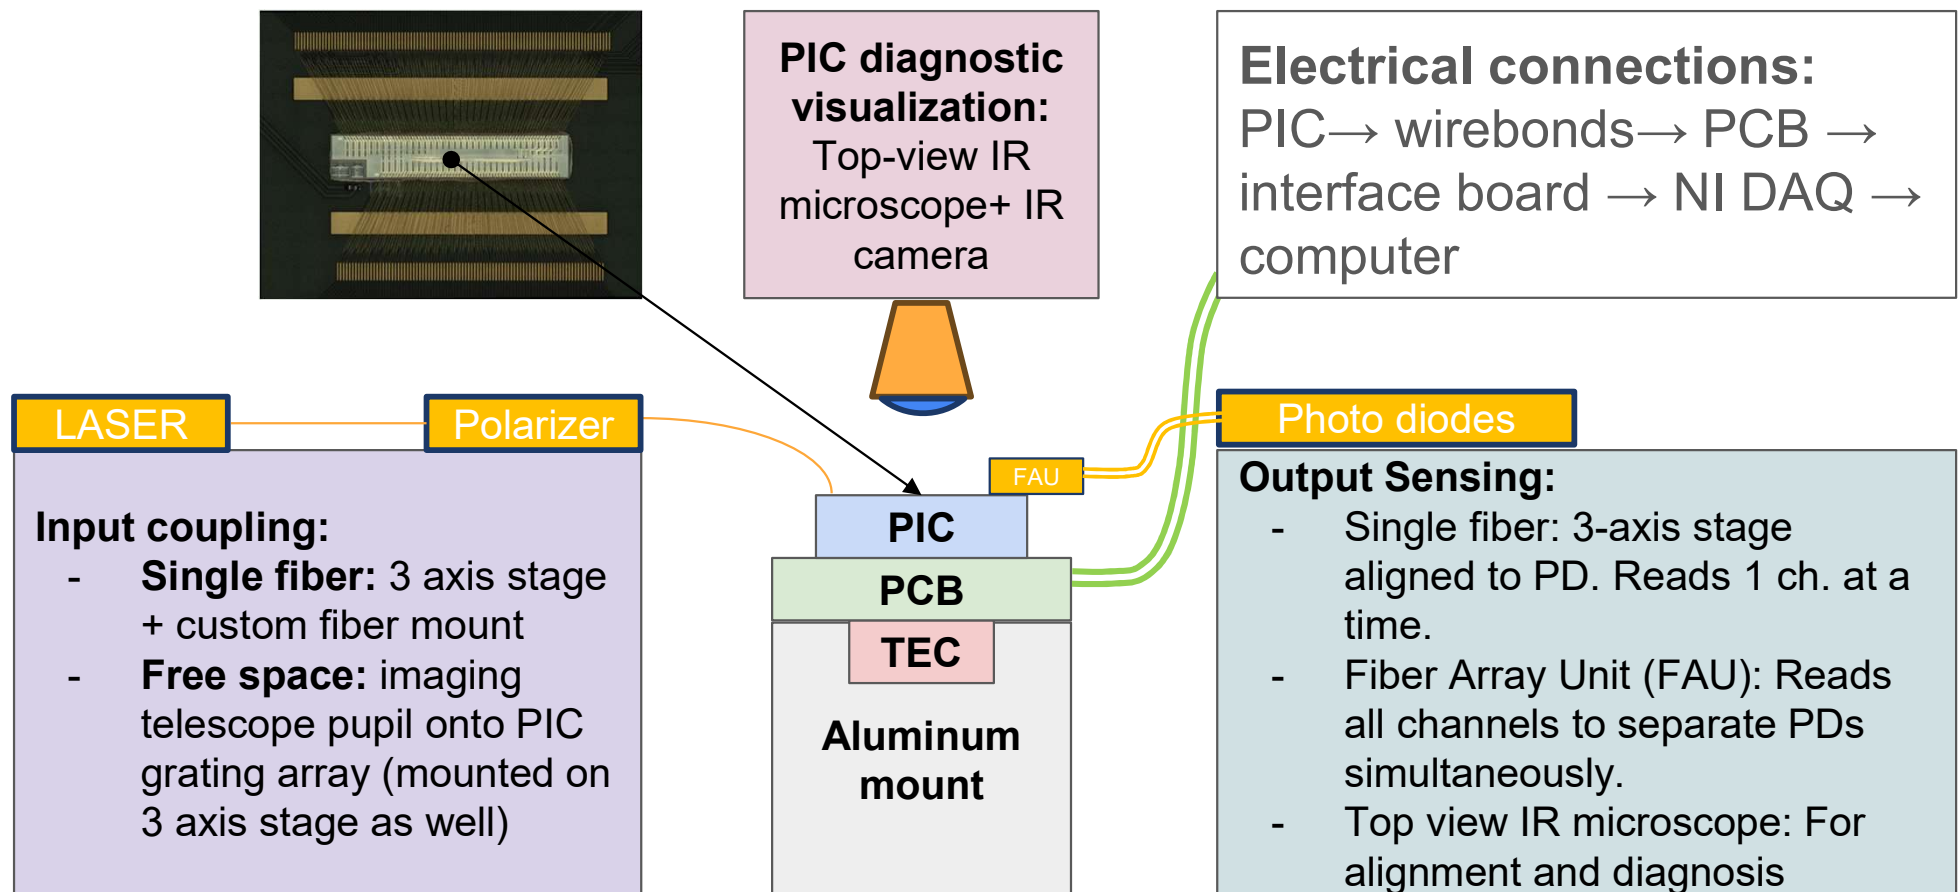 PIC diagnostic
visualization:
Top-view IR
microscope+ IR
camera
Electrical connections:
PIC→ wirebonds→ PCB →
interface board → NI DAQ →
computer
LASER
Polarizer
Photo diodes
FAU
PIC
PCB
TEC
Aluminum
mount
Input coupling:
- Single fiber: 3 axis stage
+ custom fiber mount
- Free space: imaging
telescope pupil onto PIC
grating array (mounted on
3 axis stage as well)
Output Sensing:
- Single fiber: 3-axis stage
aligned to PD. Reads 1 ch. at a
time.
- Fiber Array Unit (FAU): Reads
all channels to separate PDs
simultaneously.
- Top view IR microscope: For
alignment and diagnosis